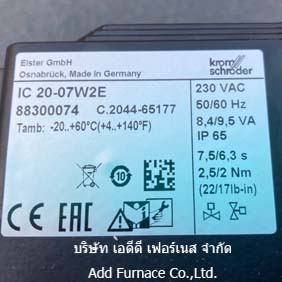 Elster GmbH
Osnabrück, Made in Germany
krom
schröder
IC 20-07W2E
88300074 C.2044-65177
Tamb: -20..+60°C(-4..+140°F)
230 VAC
50/60 Hz
8,4/9,5 VA
IP 65
7,5/6,3 s
2,5/2 Nm
(22/17lb-in)
10
CE EAC
บริษัท เอดีดี เฟอร์เนส จำกัด
Add Furnace Co.,Ltd.